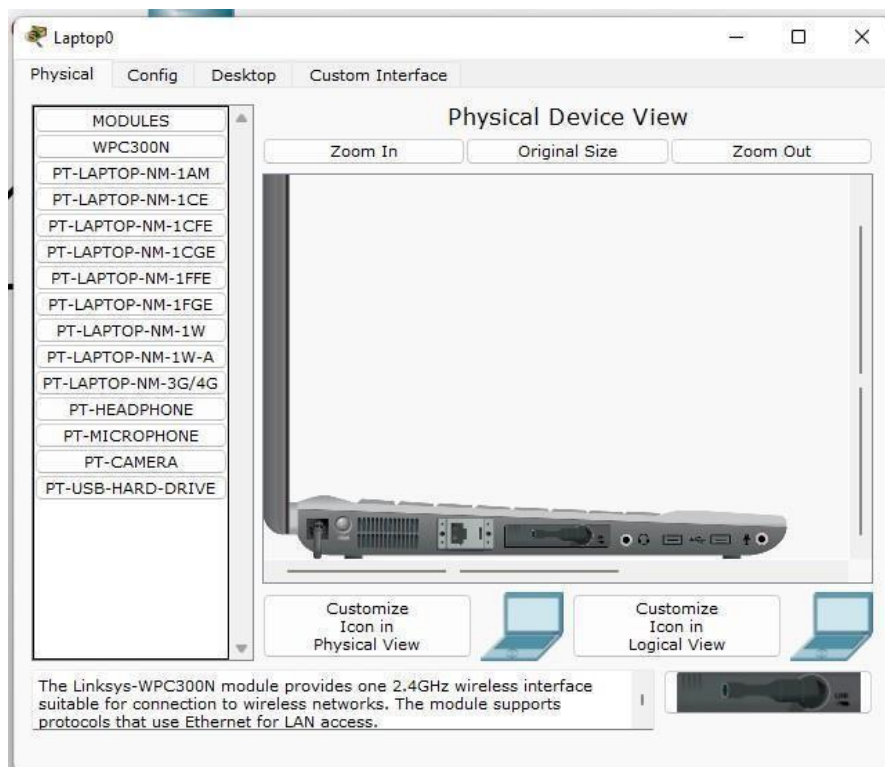 Laptop0
Physical Config Desktop Custom Interface
MODULES
WPC300N
PT-LAPTOP-NM-1AM
PT-LAPTOP-NM-1CE
PT-LAPTOP-NM-1CFE
PT-LAPTOP-NM-1CGE
PT-LAPTOP-NM-1FFE
PT-LAPTOP-NM-1FGE
PT-LAPTOP-NM-1W
PT-LAPTOP-NM-1W-A
PT-LAPTOP-NM-3G/4G
PT-HEADPHONE
PT-MICROPHONE
PT-CAMERA
PT-USB-HARD-DRIVE
Physical Device View
Zoom In Original Size Zoom Out
Customize
Icon in
Physical View
Customize
Icon in
Logical View
The Linksys-WPC300N module provides one 2.4GHz wireless interface
suitable for connection to wireless networks. The module supports
protocols that use Ethernet for LAN access.